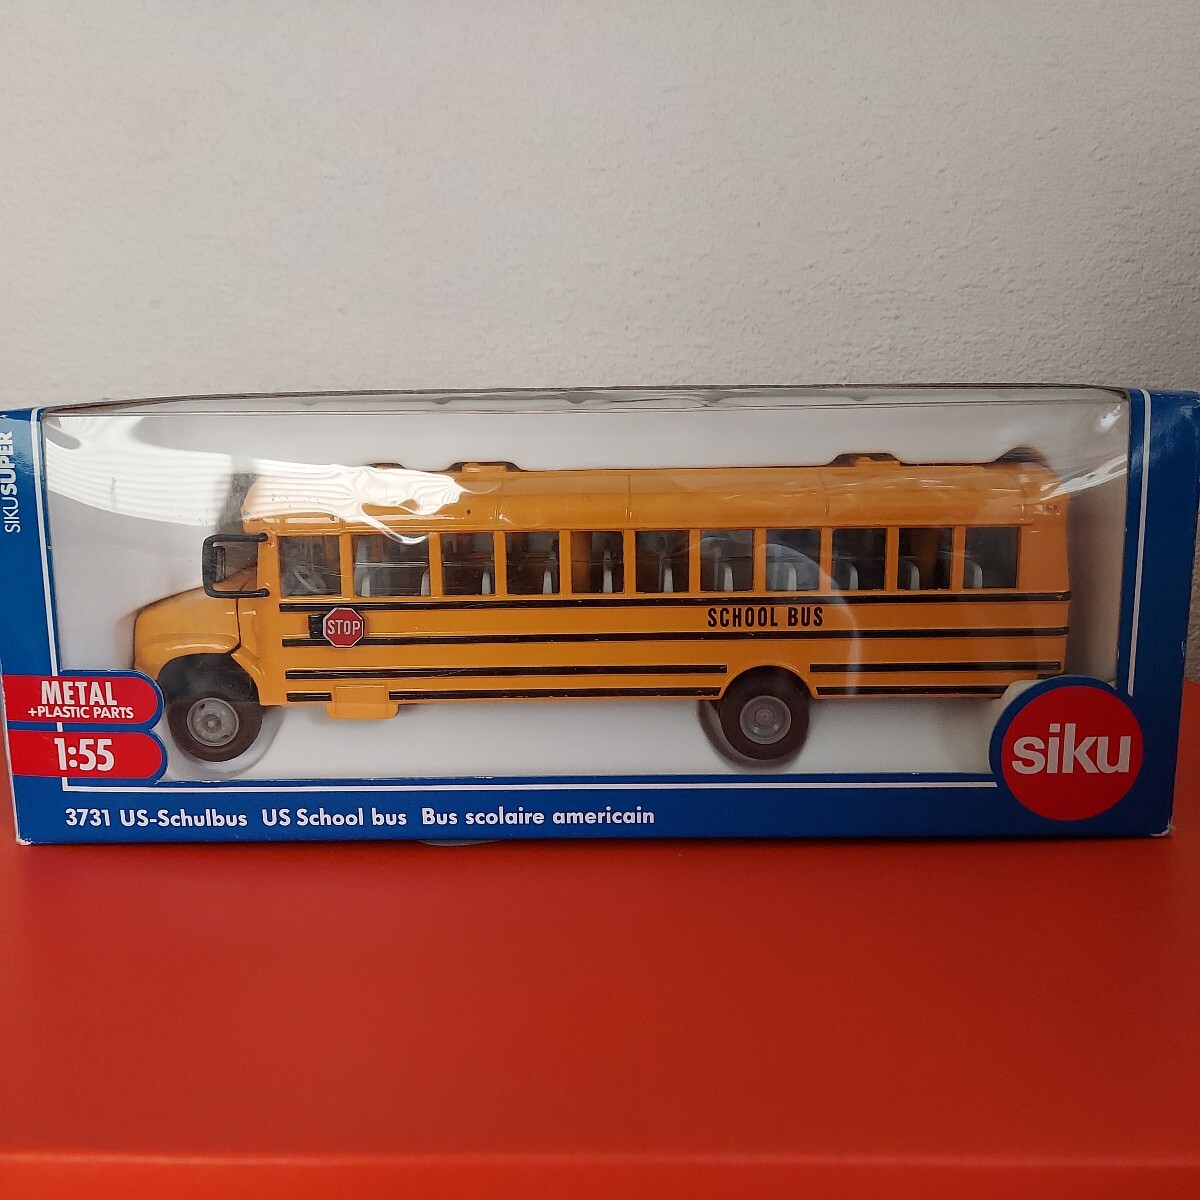 SIKUSUPER
STOP
SCHOOL BUS
METAL
+PLASTIC PARTS
1:55
siku
3731 US-Schulbus US School bus Bus scolaire americain